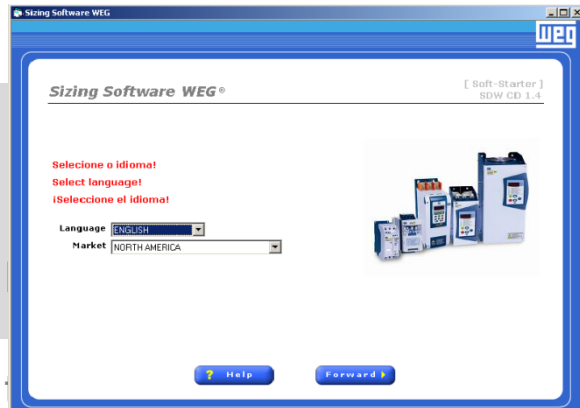 Sizing Software WEG
weg
Sizing Software WEG®
[ Soft-Starter ]
SDW CD 1.4
Selecione o idioma!
Select language!
¡Seleccione el idioma!
Language ENGLISH
Market NORTH AMERICA
? Help
Forward